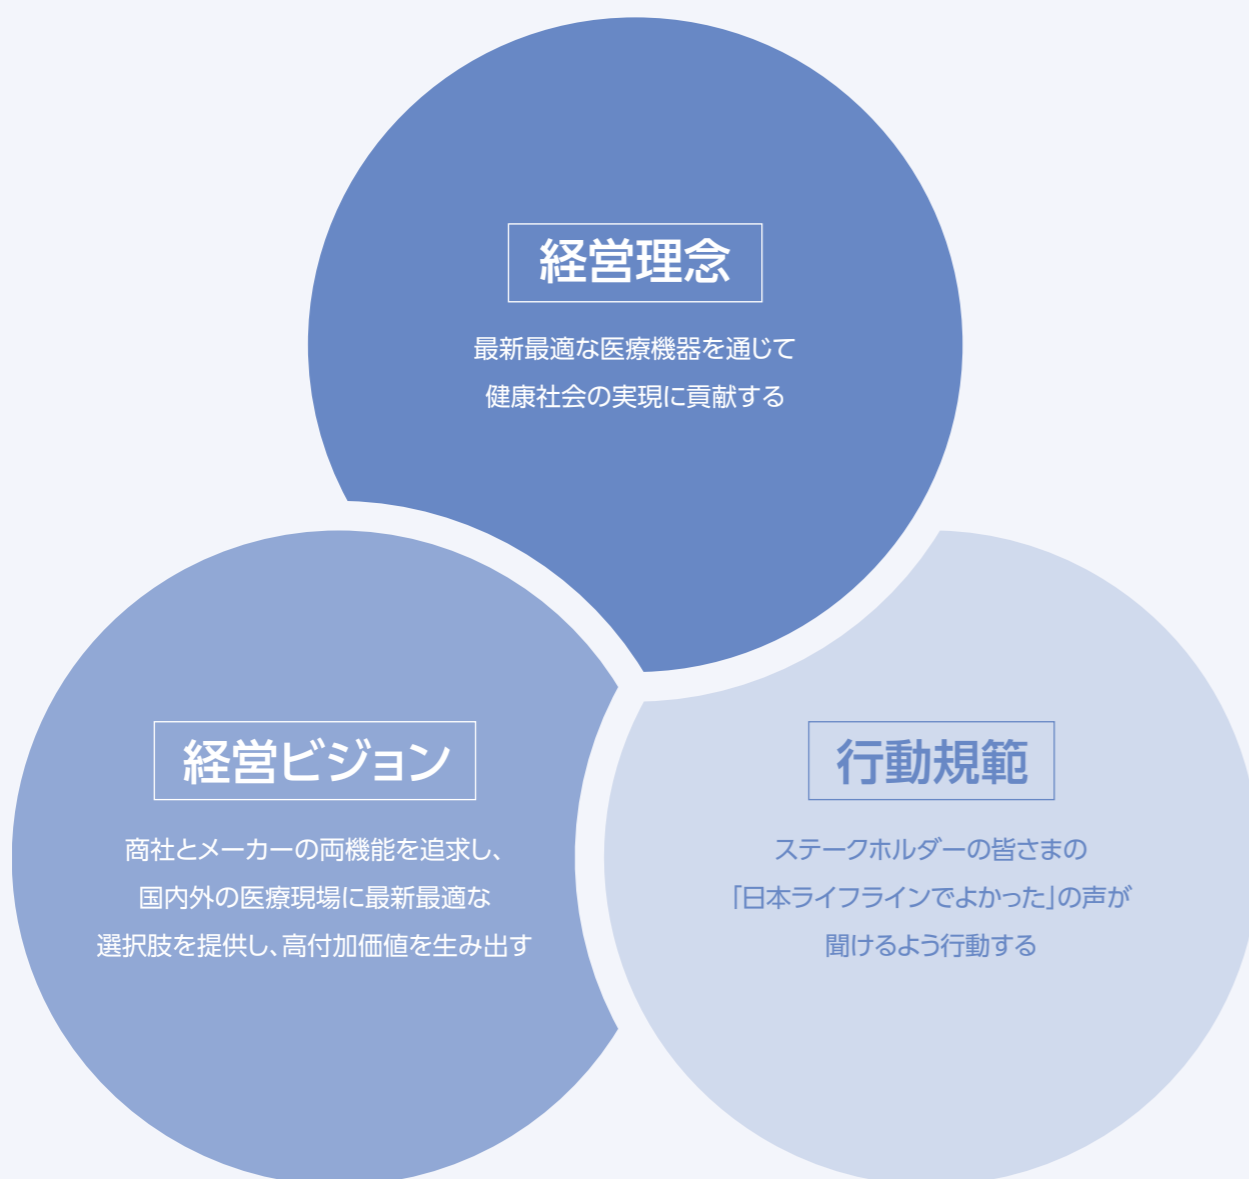 経営理念
最新最適な医療機器を通じて
健康社会の実現に貢献する
経営ビジョン
商社とメーカーの両機能を追求し、
国内外の医療現場に最新最適な
選択肢を提供し、高付加価値を生み出す
行動規範
ステークホルダーの皆さまの
「日本ライフラインでよかった」の声が
聞けるよう行動する